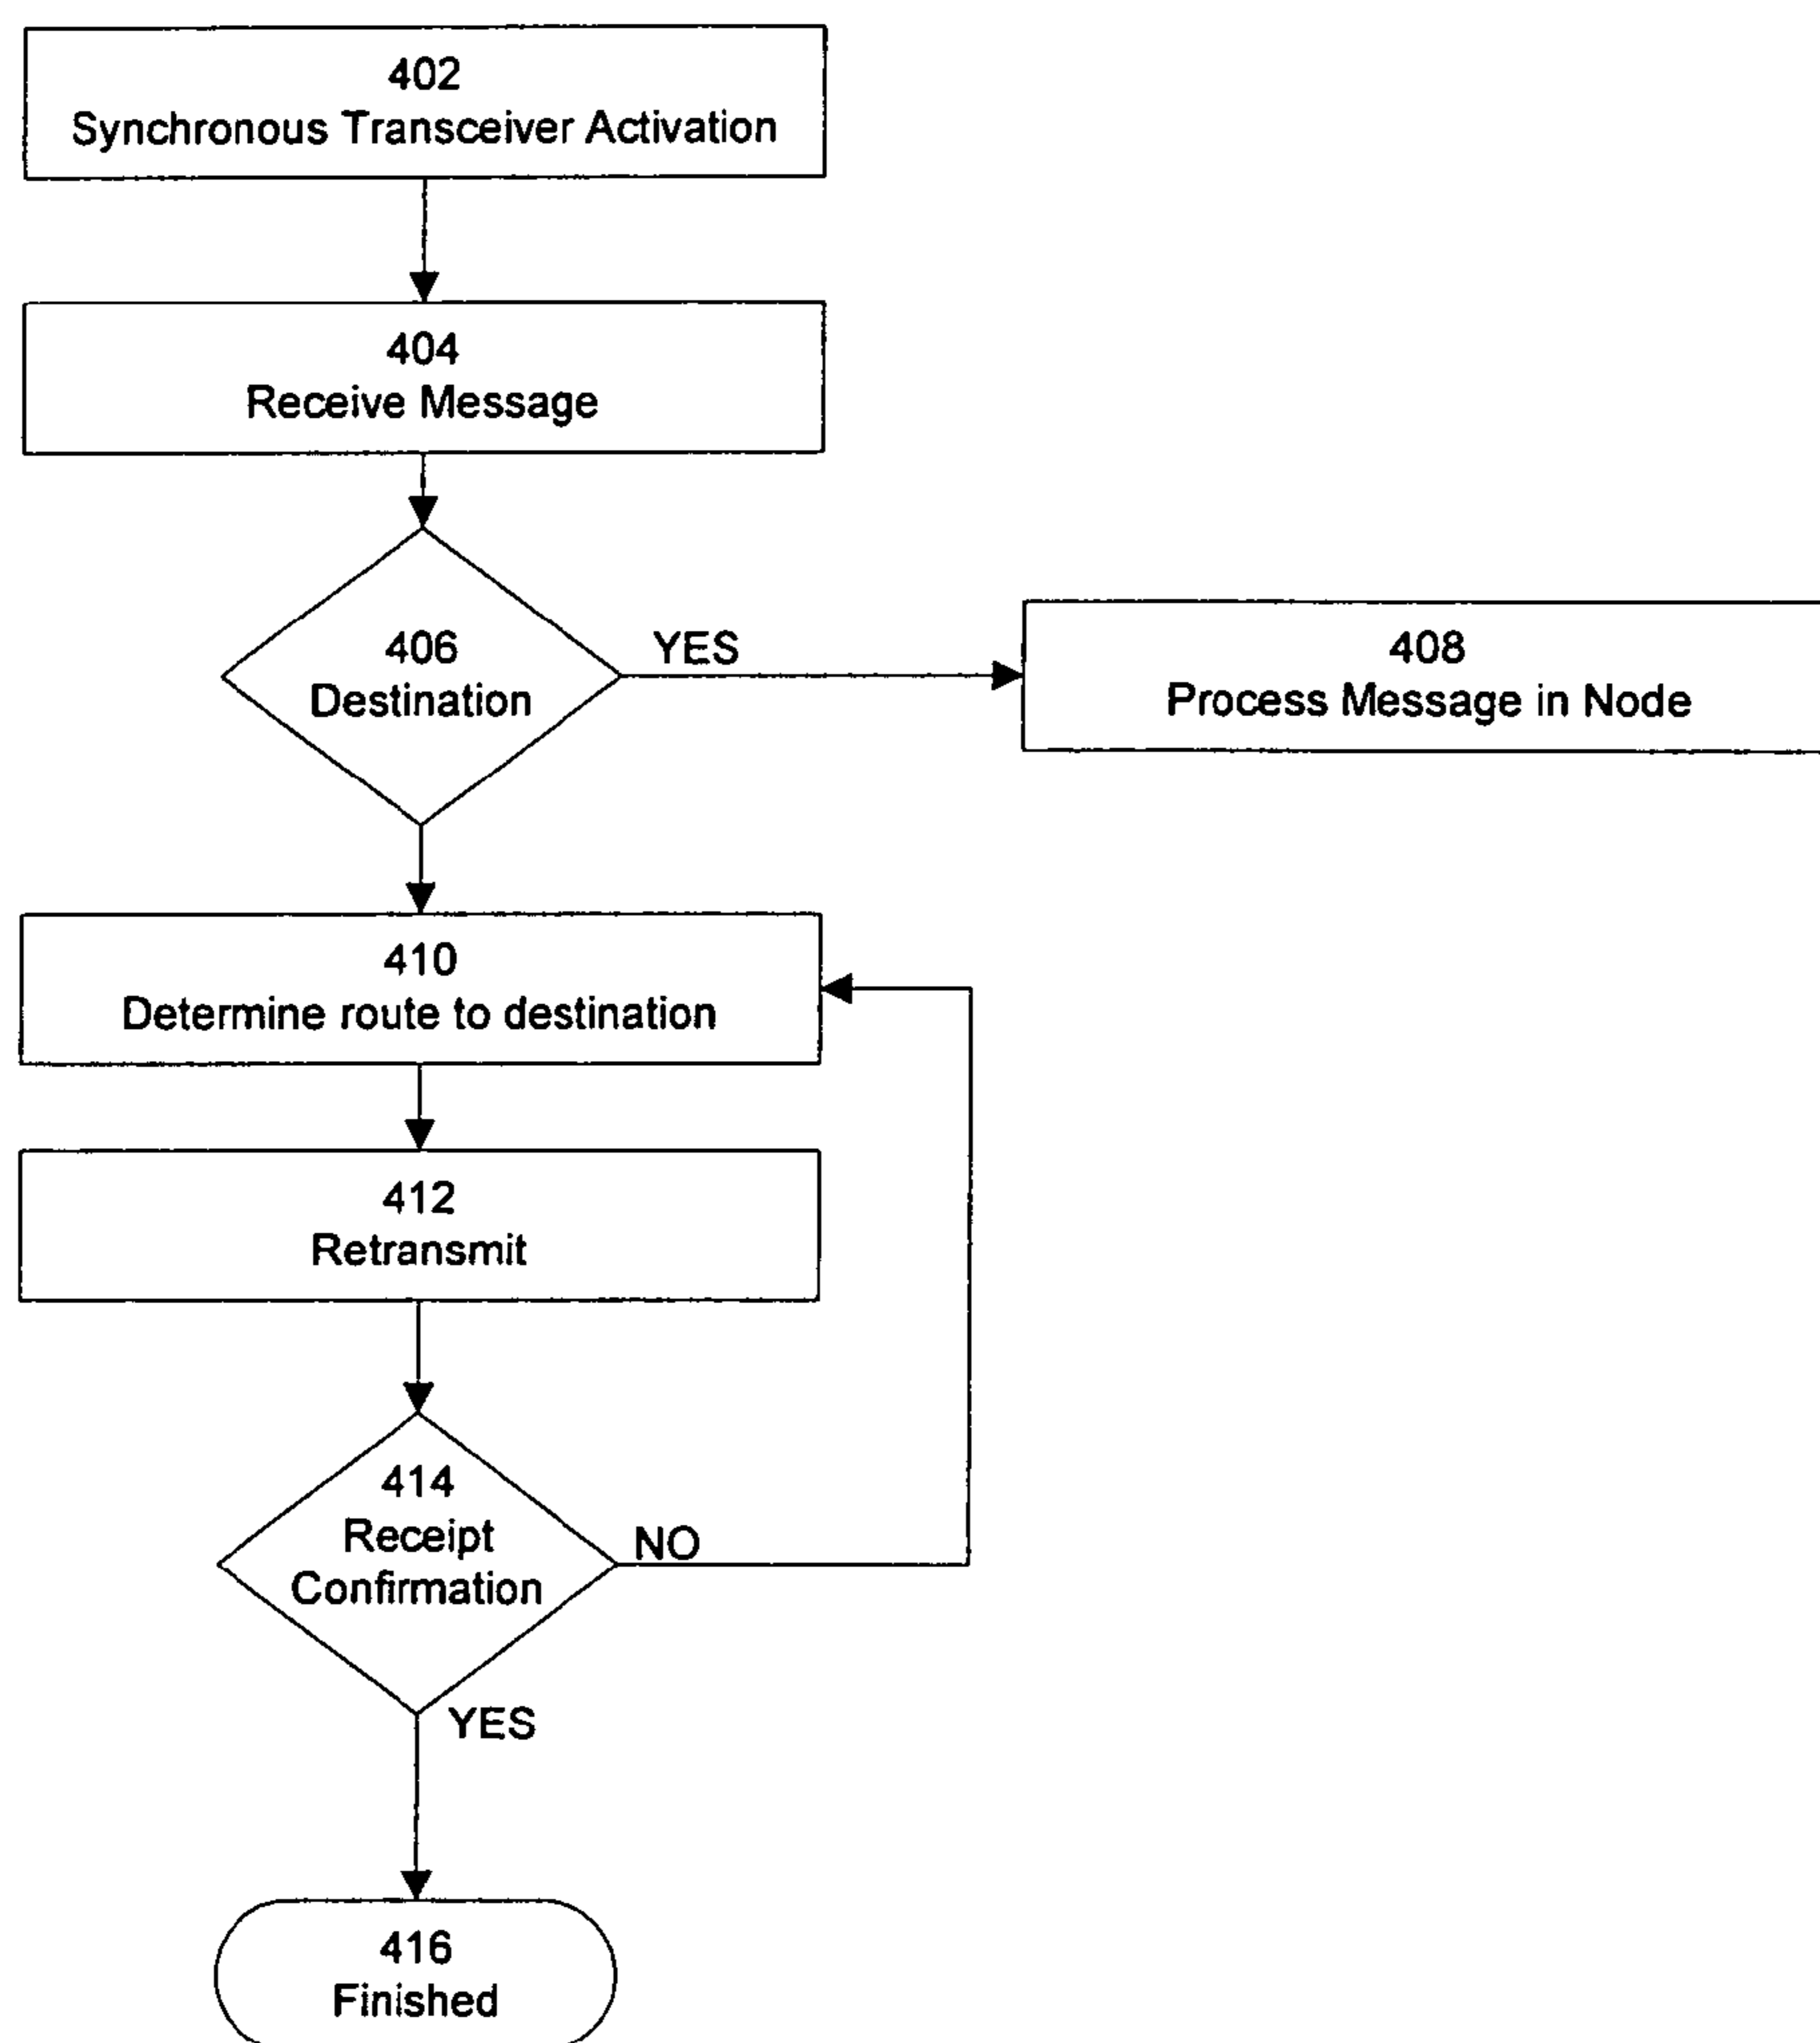 402
Synchronous Transceiver Activation
404
Receive Message
406
Destination
YES
408
Process Message in Node
410
Determine route to destination
412
Retransmit
414
Receipt
Confirmation
NO
YES
416
Finished